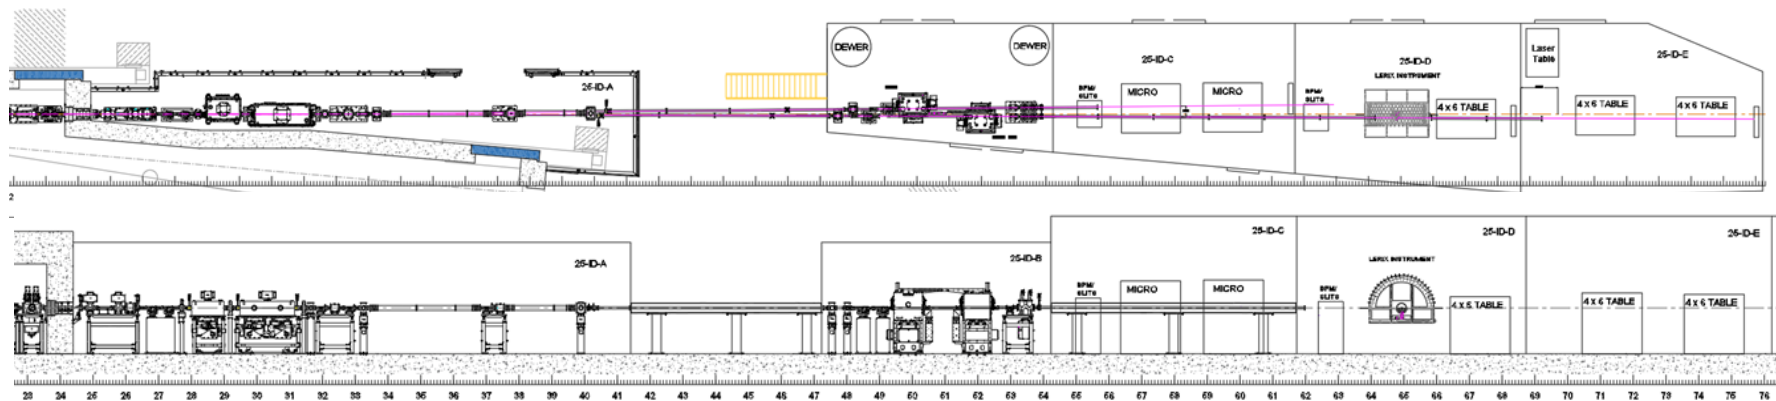 DEWER
DEWER
25-ID-A
25-ID-C
MICRO
MICRO
BPM/
SLITS
BPM/
SLITS
25-ID-D
LERIX INSTRUMENT
4 x 6 TABLE
Laser
Table
25-ID-E
4 x 6 TABLE
4 x 6 TABLE
2
25-ID-A
25-ID-B
25-ID-C
25-ID-D
25-ID-E
BPM/
SLITS
MICRO
MICRO
BPM/
SLITS
LERIX INSTRUMENT
4 x 6 TABLE
4 x 6 TABLE
4 x 6 TABLE
23 24 25 26 27 28 29 30 31 32 33 34 35 36 37 38 39 40 41 42 43 44 45 46 47 48 49 50 51 52 53 54 55 56 57 58 59 60 61 62 63 64 65 66 67 68 69 70 71 72 73 74 75 76